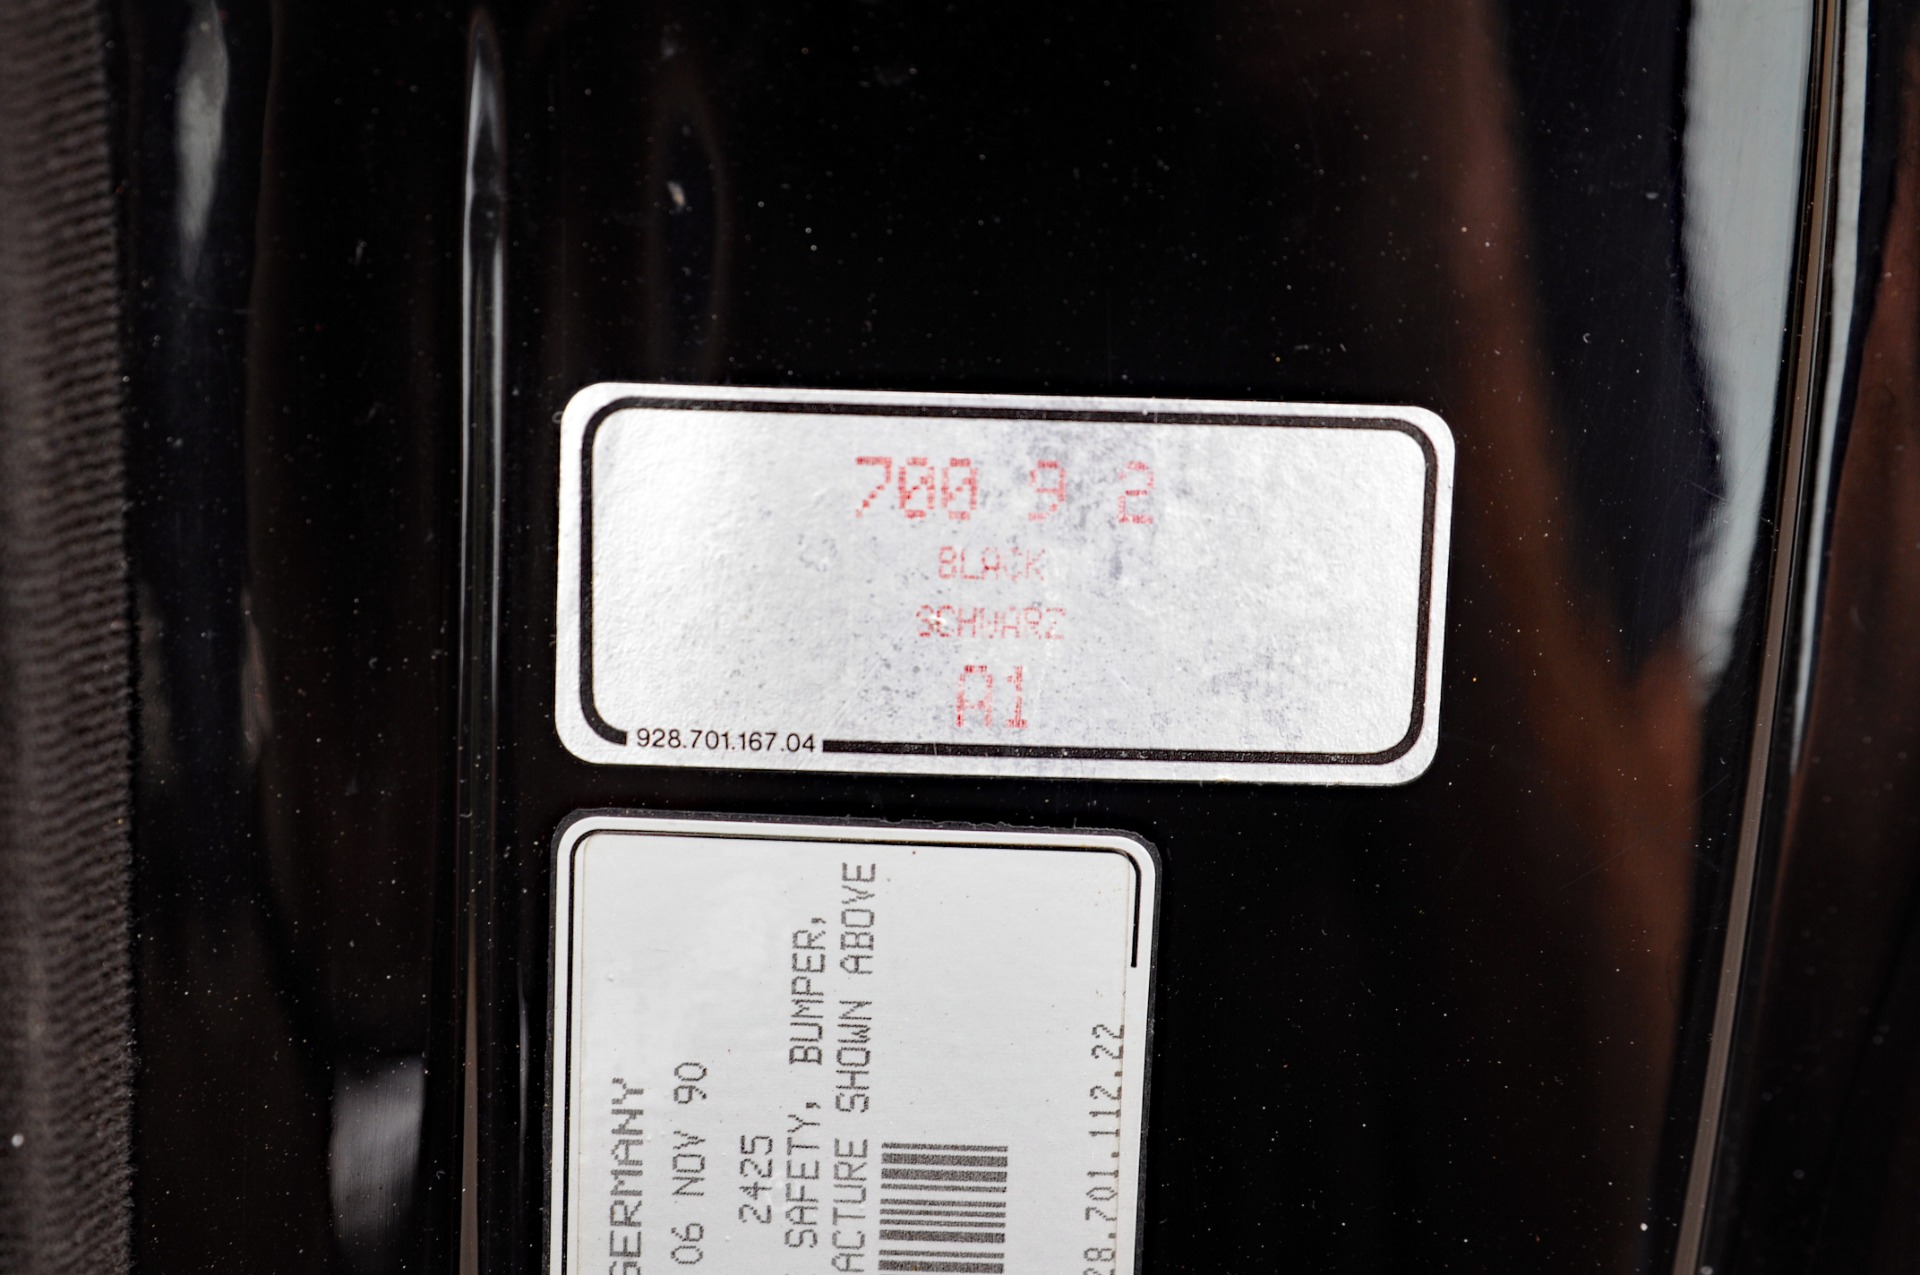 700 9 2
BLACK
SCHWARZ
A1
928.701.167.04
GERMANY
06 NOV 90
2425
SAFETY, BUMPER,
ACTURE SHOWN ABOVE
28.701.112.22